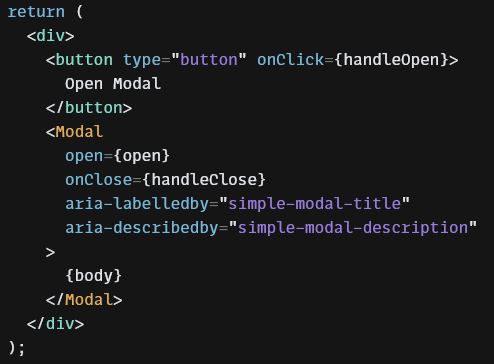 return (
  <div>
    <button type="button" onClick={handleOpen}>
      Open Modal
    </button>
    <Modal
      open={open}
      onClose={handleClose}
      aria-labelledby="simple-modal-title"
      aria-describedby="simple-modal-description"
    >
      {body}
    </Modal>
  </div>
);